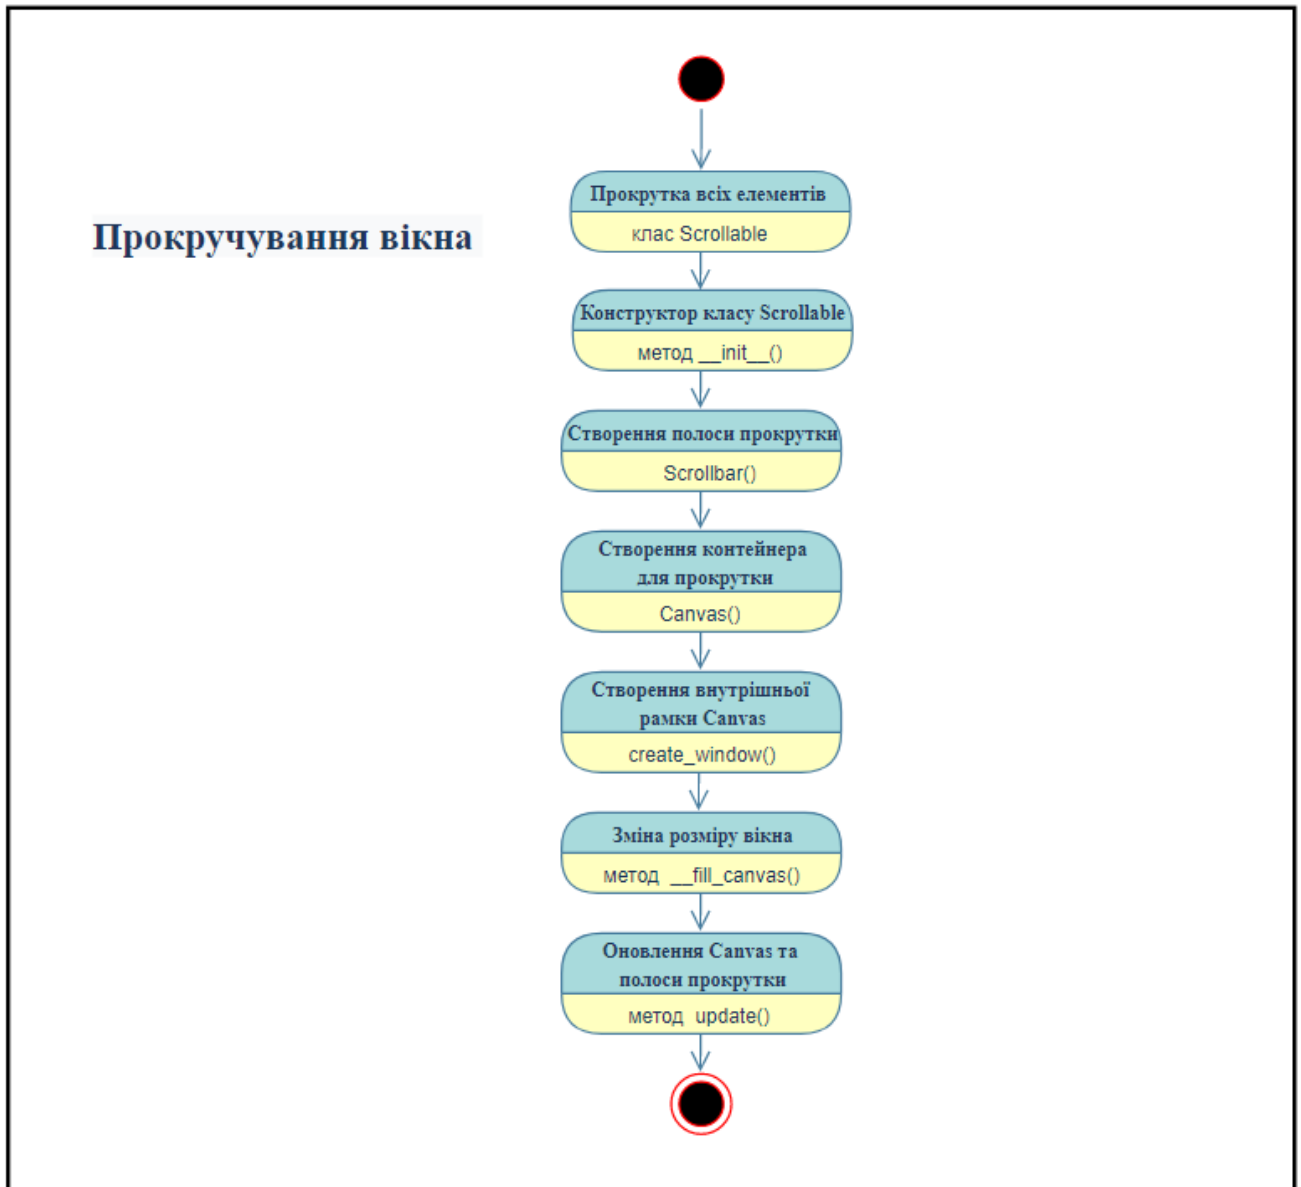 Прокрутка всіх елементів
клас Scrollable
Прокручування вікна
Конструктор класу Scrollable
метод __init__()
Створення полоси прокрутки
Scrollbar()
Створення контейнера
для прокрутки
Canvas()
Створення внутрішньої
рамки Canvas
create_window()
Зміна розміру вікна
метод __fill_canvas()
Оновлення Canvas та
полоси прокрутки
метод update()